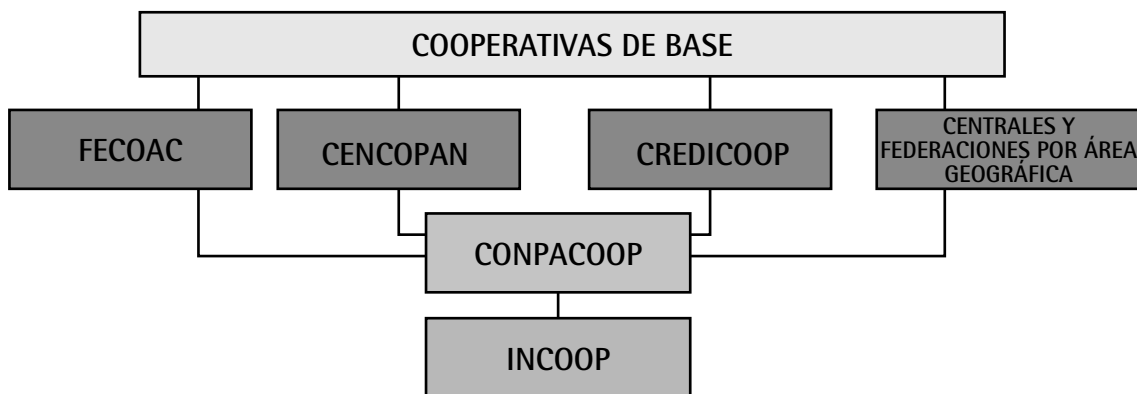 COOPERATIVAS DE BASE
FECOAC
CENCOPAN
CREDICOOP
CENTRALES Y
FEDERACIONES POR ÁREA
GEOGRÁFICA
CONPACOOP
INCOOP